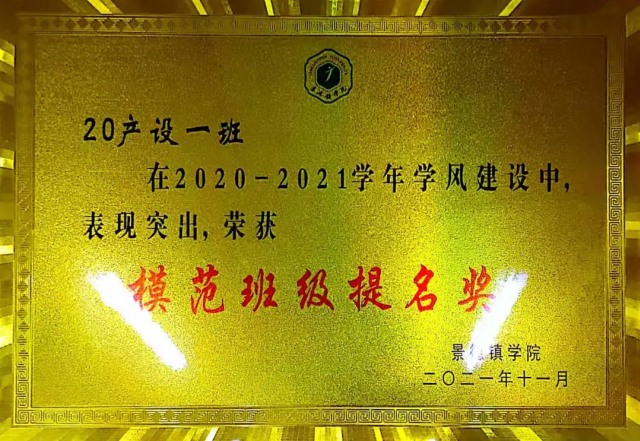 20产设一班
在2020-2021学年学风建设中,
表现突出,荣获
模范班级提名奖
景德镇学院
二〇二一年十一月